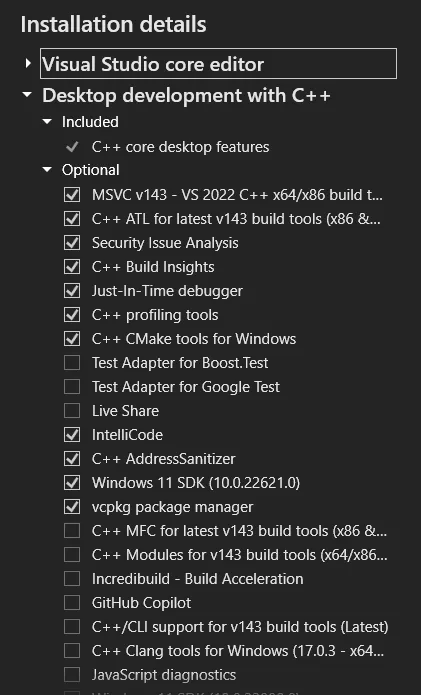 Installation details
Visual Studio core editor
Desktop development with C++
Included
C++ core desktop features
Optional
MSVC v143 - VS 2022 C++ x64/x86 build t...
C++ ATL for latest v143 build tools (x86 &...
Security Issue Analysis
C++ Build Insights
Just-In-Time debugger
C++ profiling tools
C++ CMake tools for Windows
Test Adapter for Boost.Test
Test Adapter for Google Test
Live Share
IntelliCode
C++ AddressSanitizer
Windows 11 SDK (10.0.22621.0)
vcpkg package manager
C++ MFC for latest v143 build tools (x86 &...
C++ Modules for v143 build tools (x64/x86...
Incredibuild - Build Acceleration
GitHub Copilot
C++/CLI support for v143 build tools (Latest)
C++ Clang tools for Windows (17.0.3 - x64...
JavaScript diagnostics